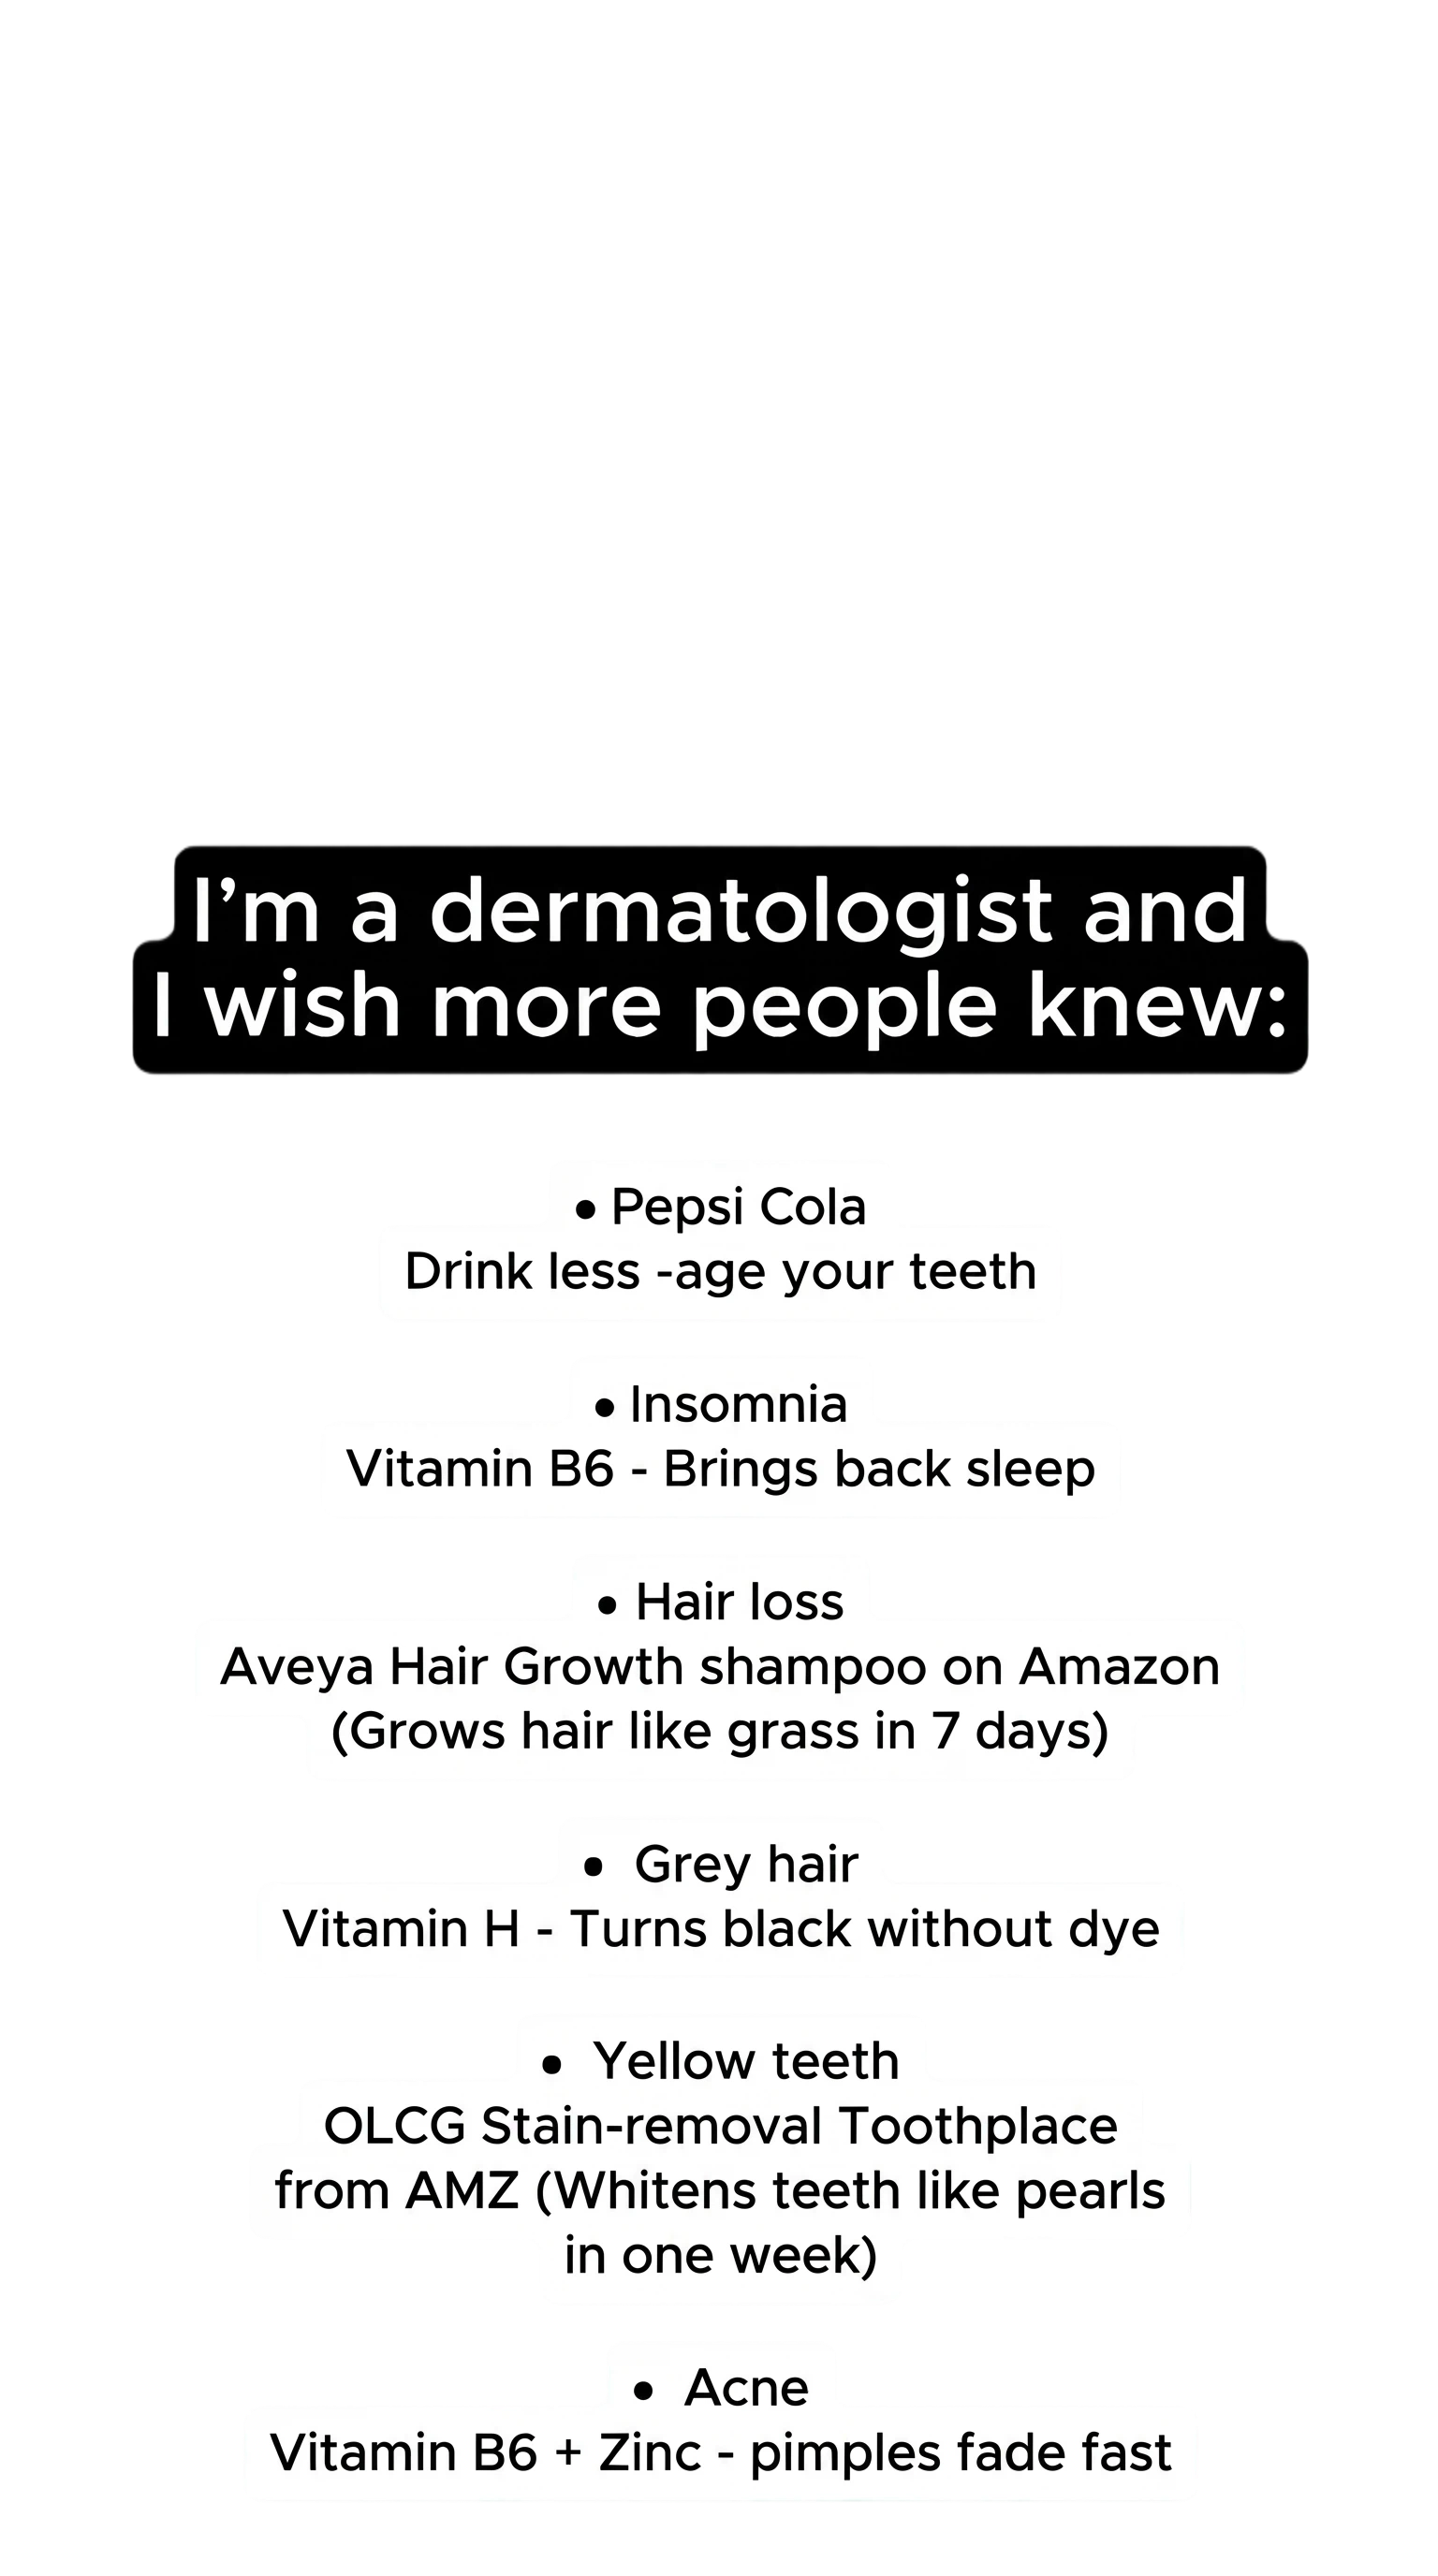 I’m a dermatologist and
I wish more people knew:
• Pepsi Cola
Drink less -age your teeth
• Insomnia
Vitamin B6 - Brings back sleep
• Hair loss
Aveya Hair Growth shampoo on Amazon
(Grows hair like grass in 7 days)
• Grey hair
Vitamin H - Turns black without dye
• Yellow teeth
OLCG Stain-removal Toothplace
from AMZ (Whitens teeth like pearls
in one week)
• Acne
Vitamin B6 + Zinc - pimples fade fast